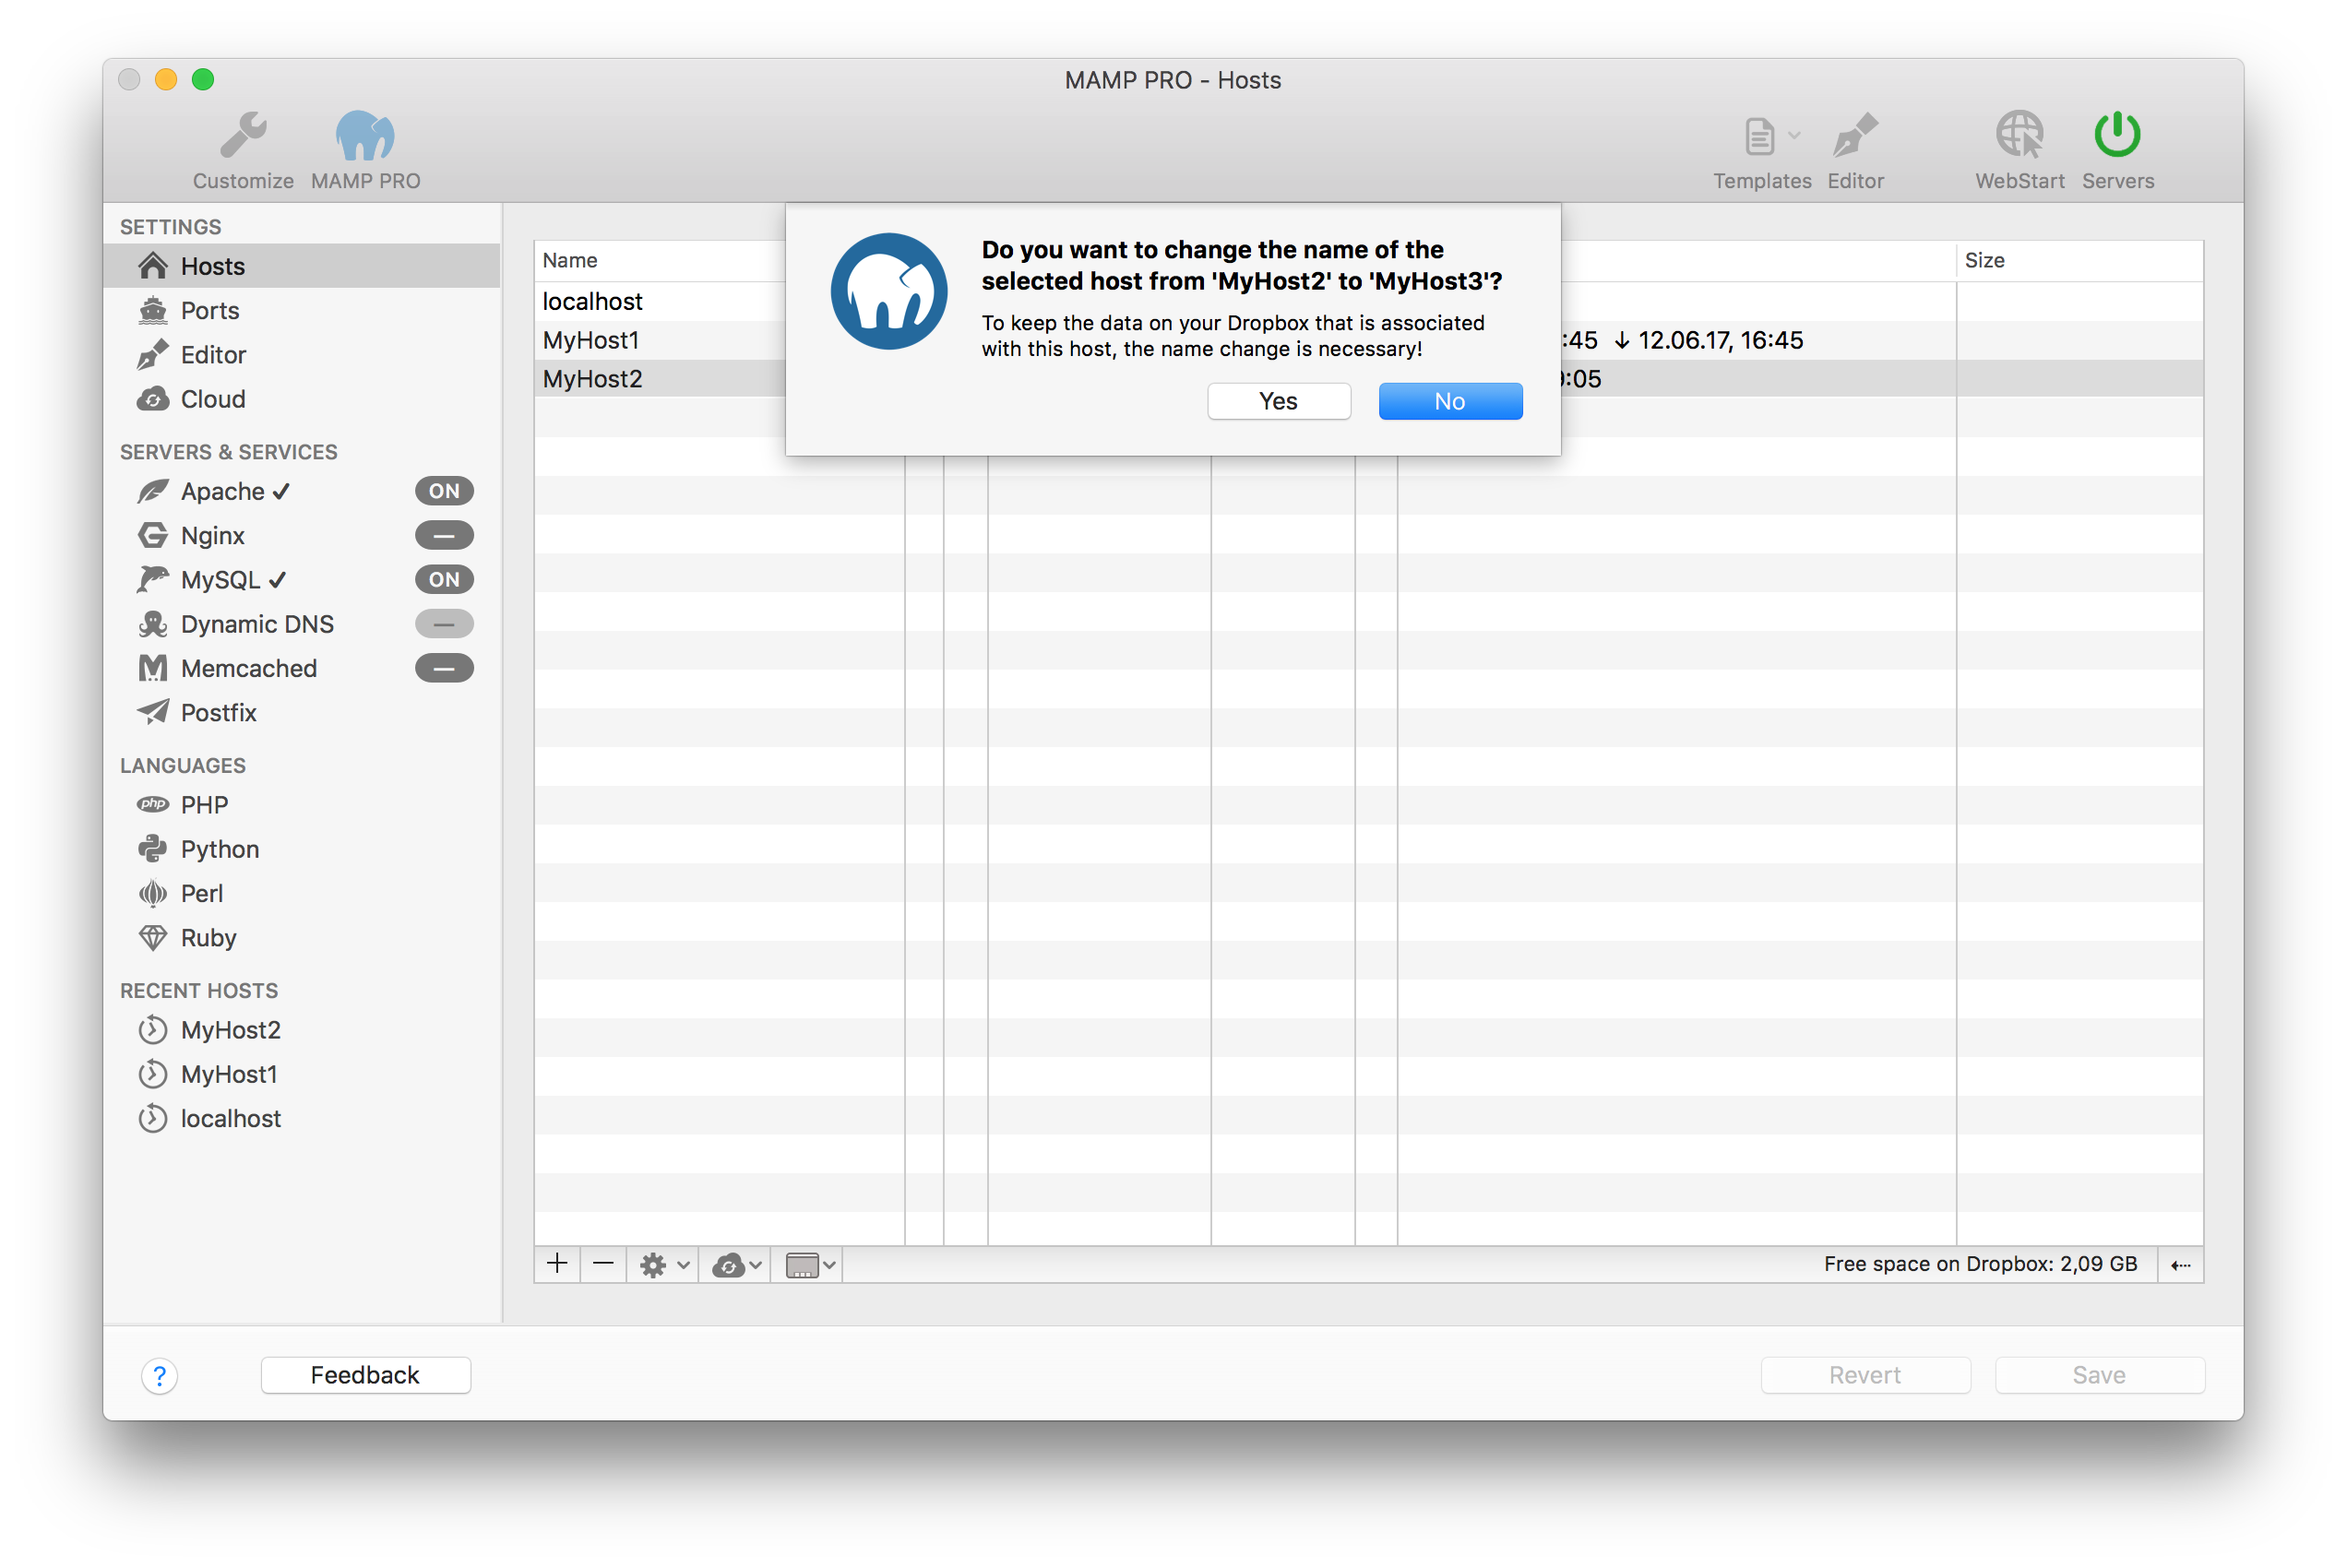 MAMP PRO - Hosts
Customize
MAMP PRO
Templates
Editor
WebStart
Servers
SETTINGS
Hosts
Ports
Editor
Cloud
SERVERS & SERVICES
Apache ✓
ON
Nginx
MySQL ✓
ON
Dynamic DNS
Memcached
Postfix
LANGUAGES
php PHP
Python
Perl
Ruby
RECENT HOSTS
MyHost2
MyHost1
localhost
Name
Size
localhost
MyHost1
:45 ↓ 12.06.17, 16:45
MyHost2
:05
Do you want to change the name of the
selected host from 'MyHost2' to 'MyHost3'?
To keep the data on your Dropbox that is associated
with this host, the name change is necessary!
Yes
No
Free space on Dropbox: 2,09 GB
?
Feedback
Revert
Save